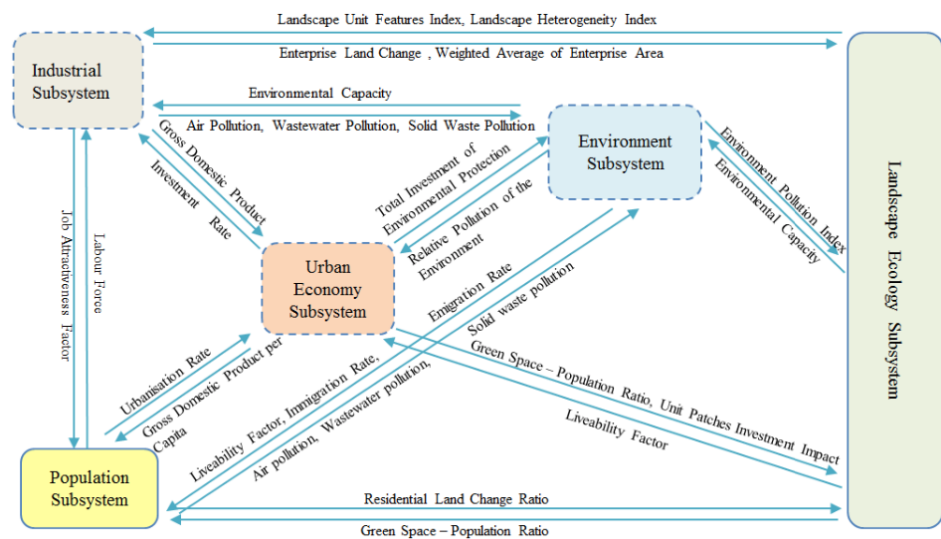 Landscape Unit Features Index, Landscape Heterogeneity Index
Enterprise Land Change , Weighted Average of Enterprise Area
Industrial
Subsystem
Environmental Capacity
Air Pollution, Wastewater Pollution, Solid Waste Pollution
Environment
Subsystem
Gross Domestic Product
Investment Rate
Total Investment of
Environmental Protection
Relative Pollution of the
Environment
Environment Pollution Index
Environmental Capacity
Landscape Ecology Subsystem
Job Attractiveness Factor
Labour Force
Urban
Economy
Subsystem
Emigration Rate
Solid waste pollution
Urbanisation Rate
Gross Domestic Product per
Capita
Liveability Factor, Immigration Rate,
Air pollution, Wastewater pollution,
Green Space – Population Ratio, Unit Patches Investment Impact
Liveability Factor
Population
Subsystem
Residential Land Change Ratio
Green Space – Population Ratio